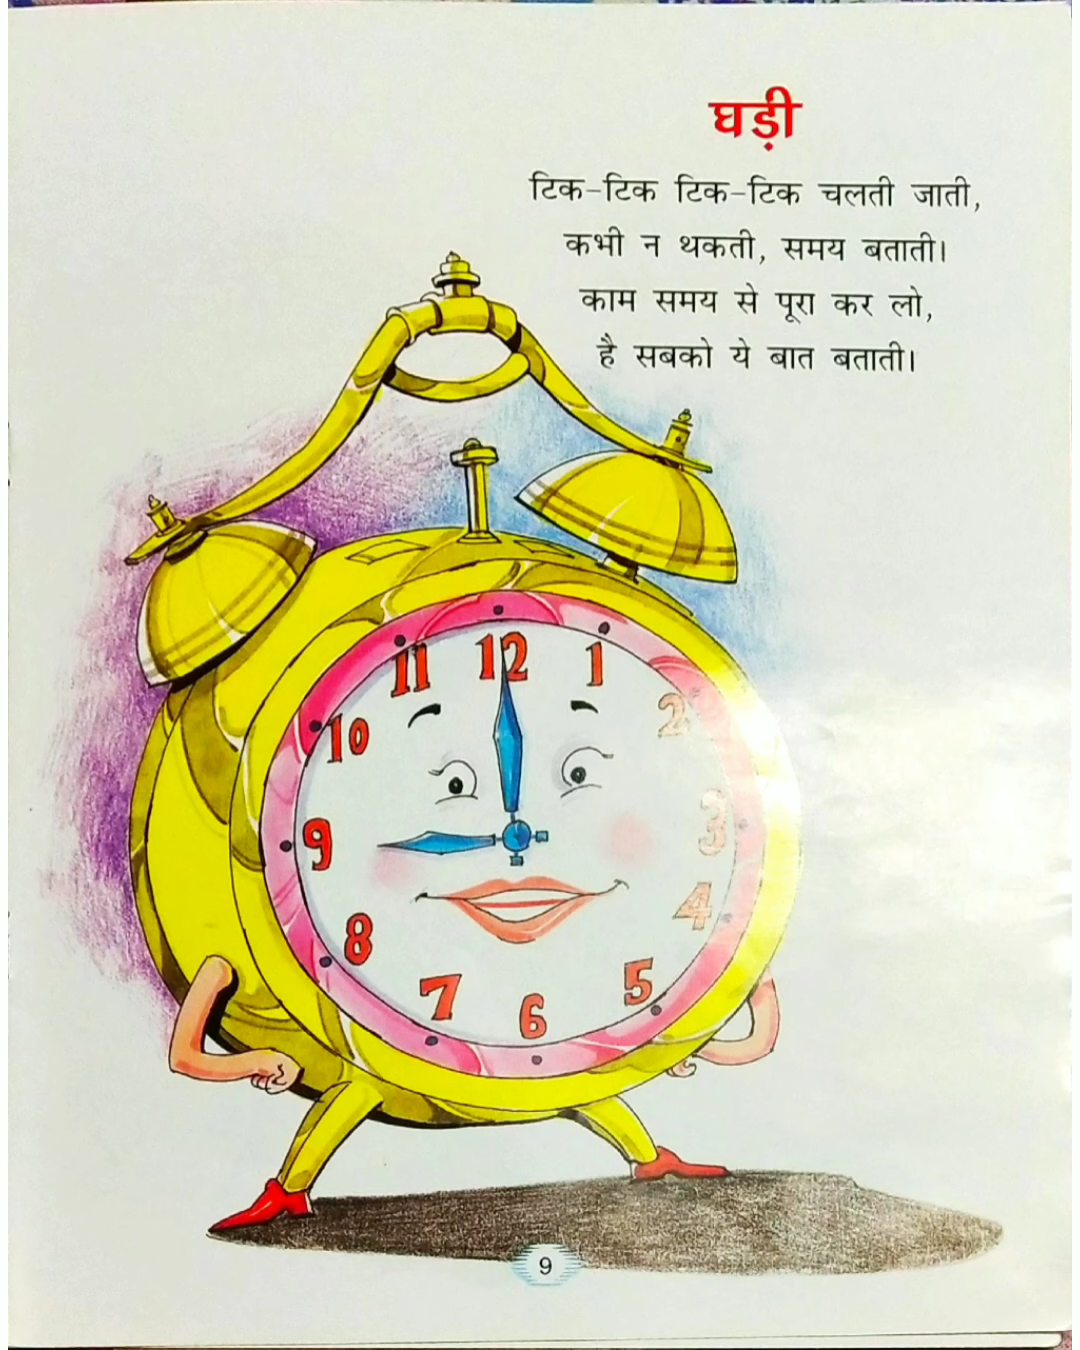 घड़ी
टिक-टिक टिक-टिक चलती जाती,
कभी न थकती, समय बताती।
काम समय से पूरा कर लो,
है सबको ये बात बताती।
12
11
1
10
2
9
3
8
4
7
5
6
9